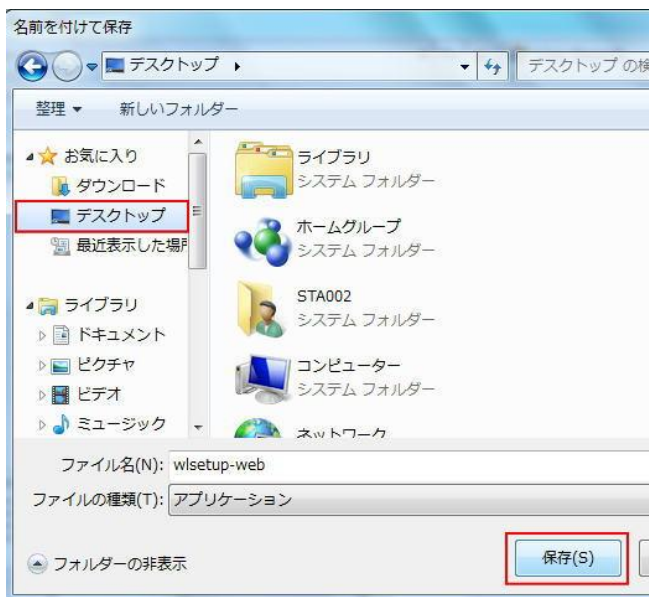 名前を付けて保存
デスクトップ
デスクトップ の検
整理
新しいフォルダー
お気に入り
ダウンロード
デスクトップ
最近表示した場所
ライブラリ
ドキュメント
ピクチャ
ビデオ
ミュージック
ライブラリ
システム フォルダー
ホームグループ
システム フォルダー
STA002
システム フォルダー
コンピューター
システム フォルダー
ネットワーク
ファイル名(N): wlsetup-web
ファイルの種類(T): アプリケーション
フォルダーの非表示
保存(S)